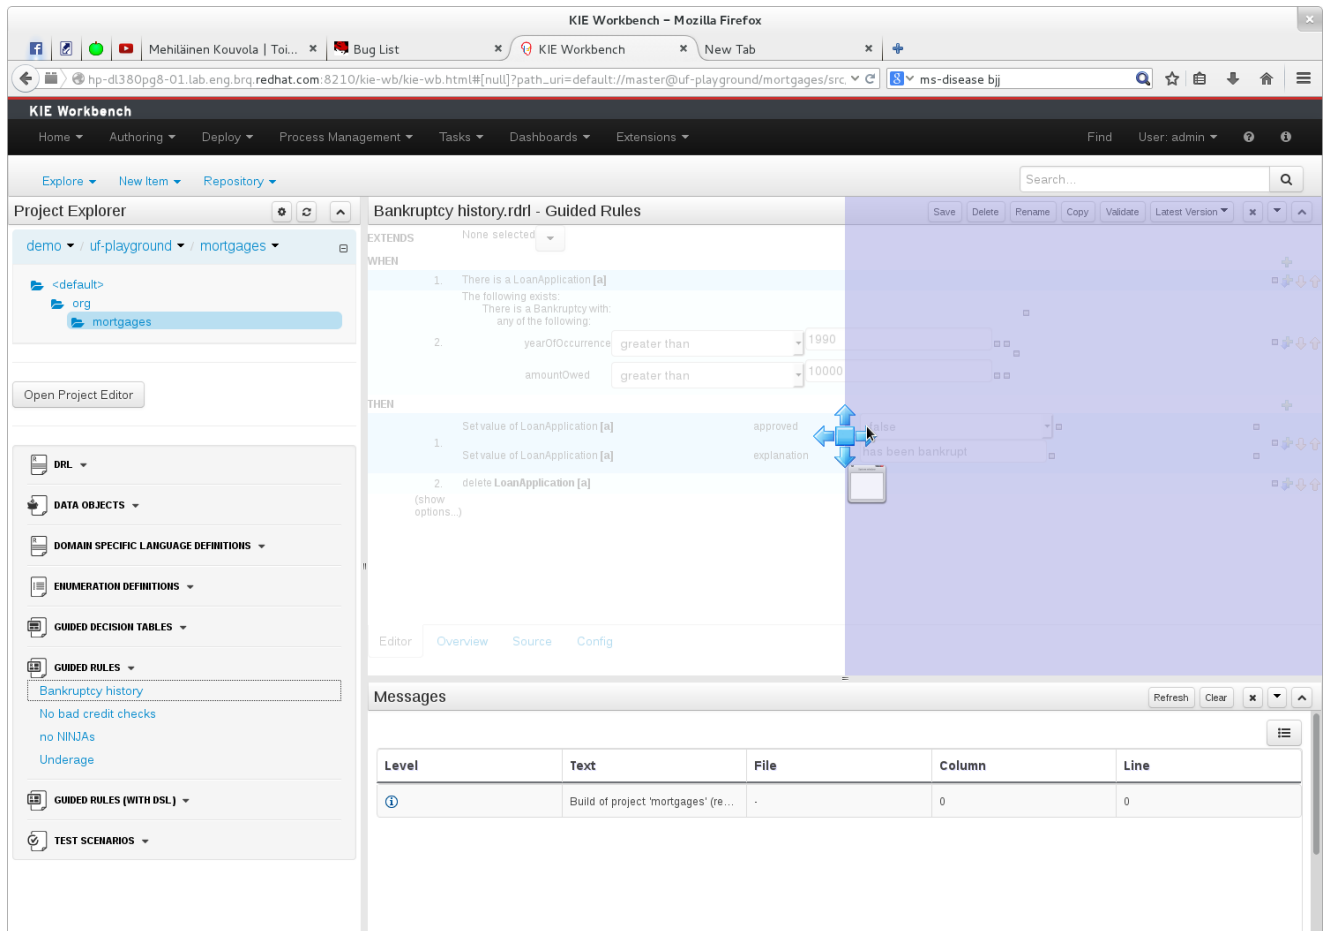 KIE Workbench - Mozilla Firefox
Mehiläinen Kouvola | Toi... × Bug List × KIE Workbench × New Tab ×
hp-dl380pg8-01.lab.eng.brq.redhat.com:8210/kie-wb/kie-wb.html#[null]?path_uri=default://master@uf-playground/mortgages/src. ms-disease bjj
KIE Workbench
Home Authoring Deploy Process Management Tasks Dashboards Extensions Find User: admin
Explore New Item Repository Search...
Project Explorer
Bankruptcy history.rdrl - Guided Rules Save Delete Rename Copy Validate Latest Version
demo / uf-playground / mortgages
<default>
org
mortgages
Open Project Editor
DRL
DATA OBJECTS
DOMAIN SPECIFIC LANGUAGE DEFINITIONS
ENUMERATION DEFINITIONS
GUIDED DECISION TABLES
GUIDED RULES
Bankruptcy history
No bad credit checks
no NINJAs
Underage
GUIDED RULES (WITH DSL)
TEST SCENARIOS
EXTENDS None selected
WHEN
1. There is a LoanApplication [a]
The following exists:
There is a Bankruptcy with:
any of the following:
2. yearOfOccurrence greater than 1990
amountOwed greater than 10000
THEN
Set value of LoanApplication [a] approved false
1.
Set value of LoanApplication [a] explanation has been bankrupt
2. delete LoanApplication [a]
(show
options...)
Editor Overview Source Config
Messages Refresh Clear
Level Text File Column Line
Build of project 'mortgages' (re... - 0 0